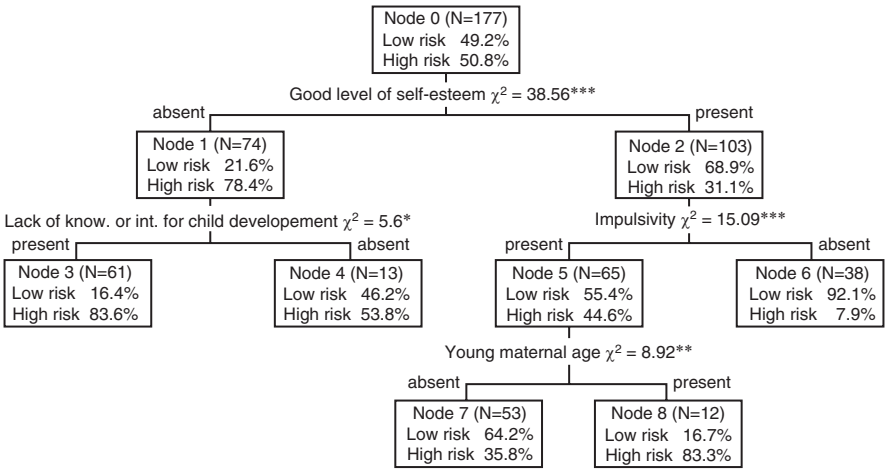 Node 0 (N=177)
Low risk 49.2%
High risk 50.8%
Good level of self-esteem χ² = 38.56***
absent
present
Node 1 (N=74)
Low risk 21.6%
High risk 78.4%
Node 2 (N=103)
Low risk 68.9%
High risk 31.1%
Lack of know. or int. for child developement χ² = 5.6*
present
absent
Impulsivity χ² = 15.09***
present
absent
Node 3 (N=61)
Low risk 16.4%
High risk 83.6%
Node 4 (N=13)
Low risk 46.2%
High risk 53.8%
Node 5 (N=65)
Low risk 55.4%
High risk 44.6%
Node 6 (N=38)
Low risk 92.1%
High risk 7.9%
Young maternal age χ² = 8.92**
absent
present
Node 7 (N=53)
Low risk 64.2%
High risk 35.8%
Node 8 (N=12)
Low risk 16.7%
High risk 83.3%